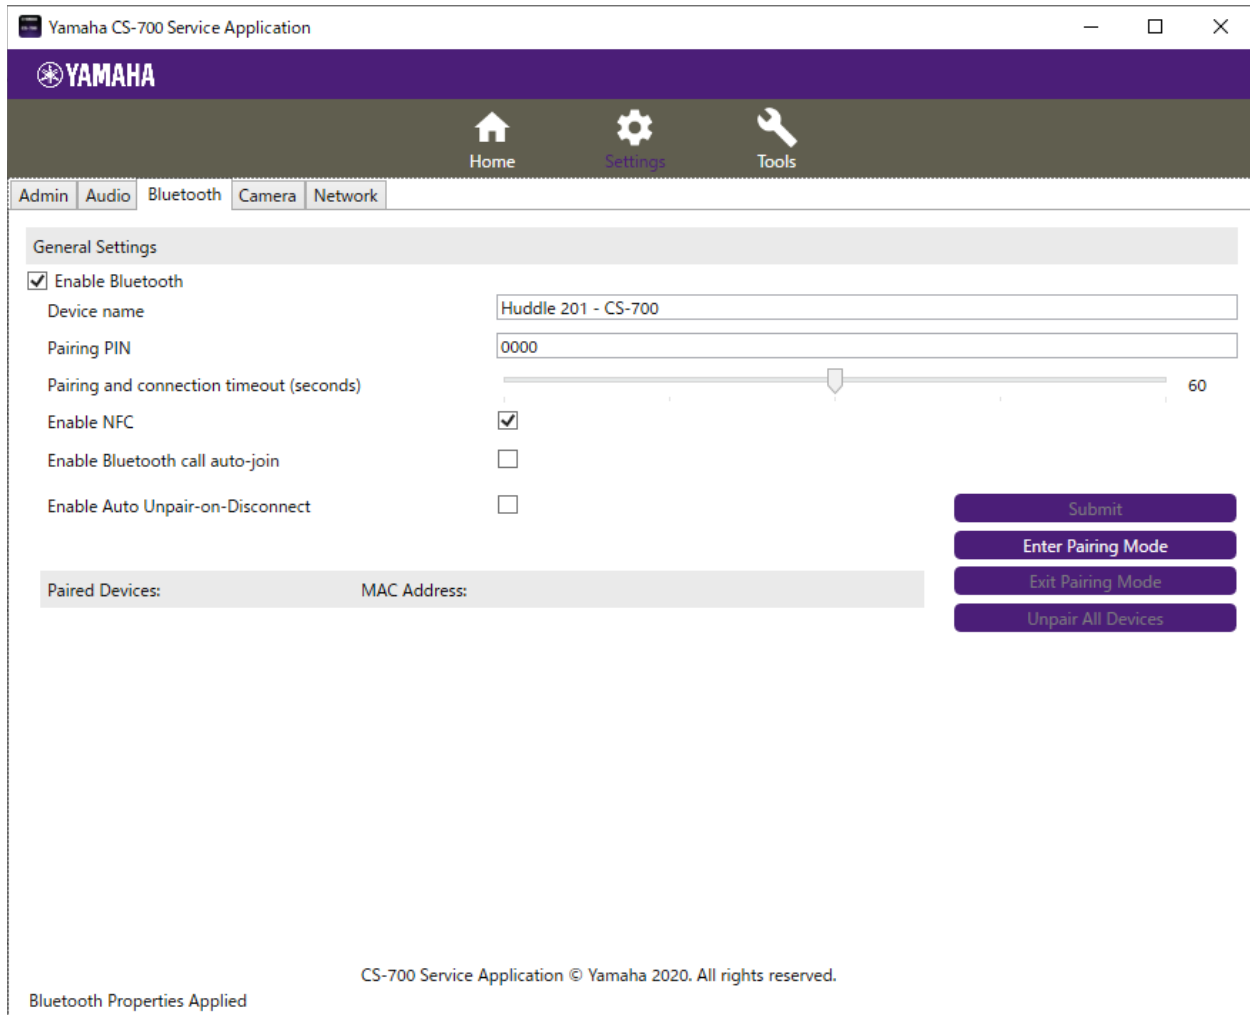 Yamaha CS-700 Service Application
YAMAHA
Home Settings Tools
Admin Audio Bluetooth Camera Network
General Settings
Enable Bluetooth
Device name Huddle 201 - CS-700
Pairing PIN 0000
Pairing and connection timeout (seconds) 60
Enable NFC
Enable Bluetooth call auto-join
Enable Auto Unpair-on-Disconnect
Submit
Enter Pairing Mode
Exit Pairing Mode
Paired Devices: MAC Address:
Unpair All Devices
CS-700 Service Application © Yamaha 2020. All rights reserved.
Bluetooth Properties Applied